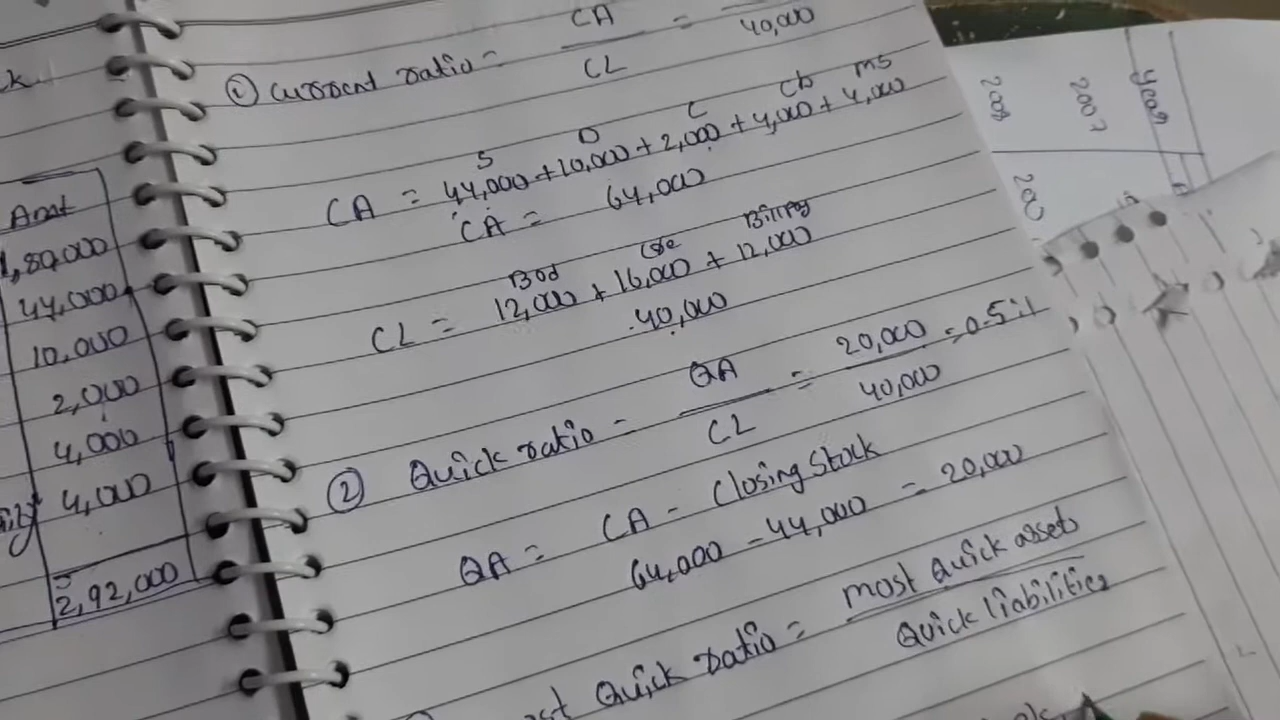 Amt
1,80,000
44,000
10,000
2,000
4,000
4,000
2,92,000
① Current ratio = CA / CL = 40,000
S D C Cb MS
CA = 44,000 + 10,000 + 2,000 + 4,000 + 4,000
CA = 64,000
Bod Cre
CL = 12,000 + 16,000 + 12,000
40,000
② Quick ratio = QA / CL = 20,000 / 40,000 = 0.5:1
QA = CA - Closing Stock
64,000 - 44,000 = 20,000
Quick ratio = most Quick assets / Quick liabilities
Year
2007
2008
200